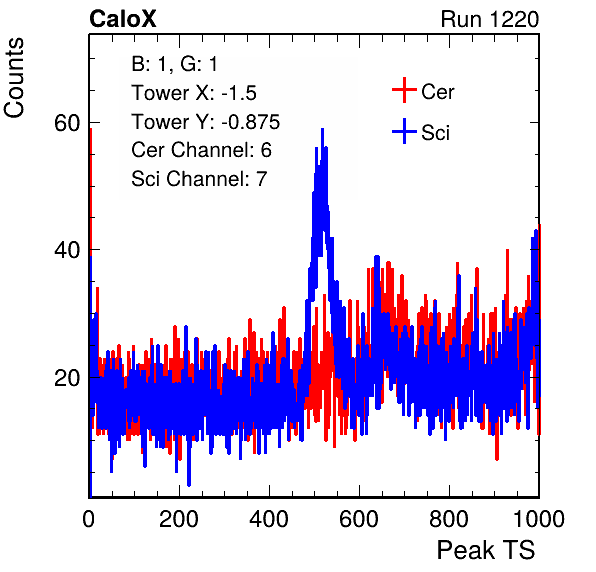 CaloX Run 1220
Counts
B: 1, G: 1
Tower X: -1.5
Tower Y: -0.875
Cer Channel: 6
Sci Channel: 7
Cer
Sci
60
40
20
0 200 400 600 800 1000
Peak TS